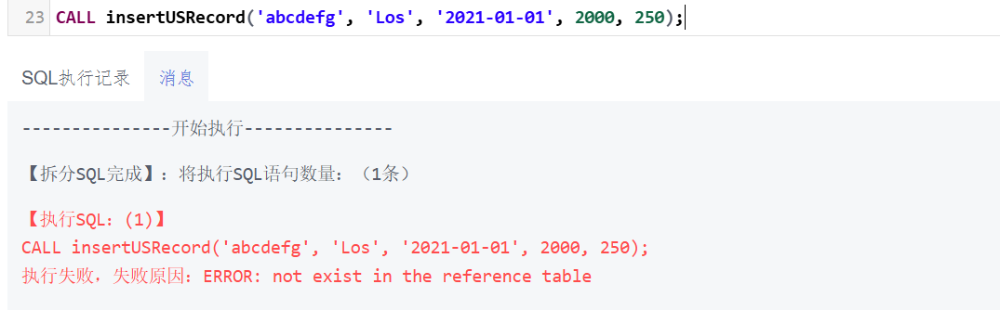 23 CALL insertUSRecord('abcdefg', 'Los', '2021-01-01', 2000, 250);
SQL执行记录 消息
---------------开始执行---------------
【拆分SQL完成】：将执行SQL语句数量：（1条）
【执行SQL：(1)】
CALL insertUSRecord('abcdefg', 'Los', '2021-01-01', 2000, 250);
执行失败，失败原因：ERROR: not exist in the reference table